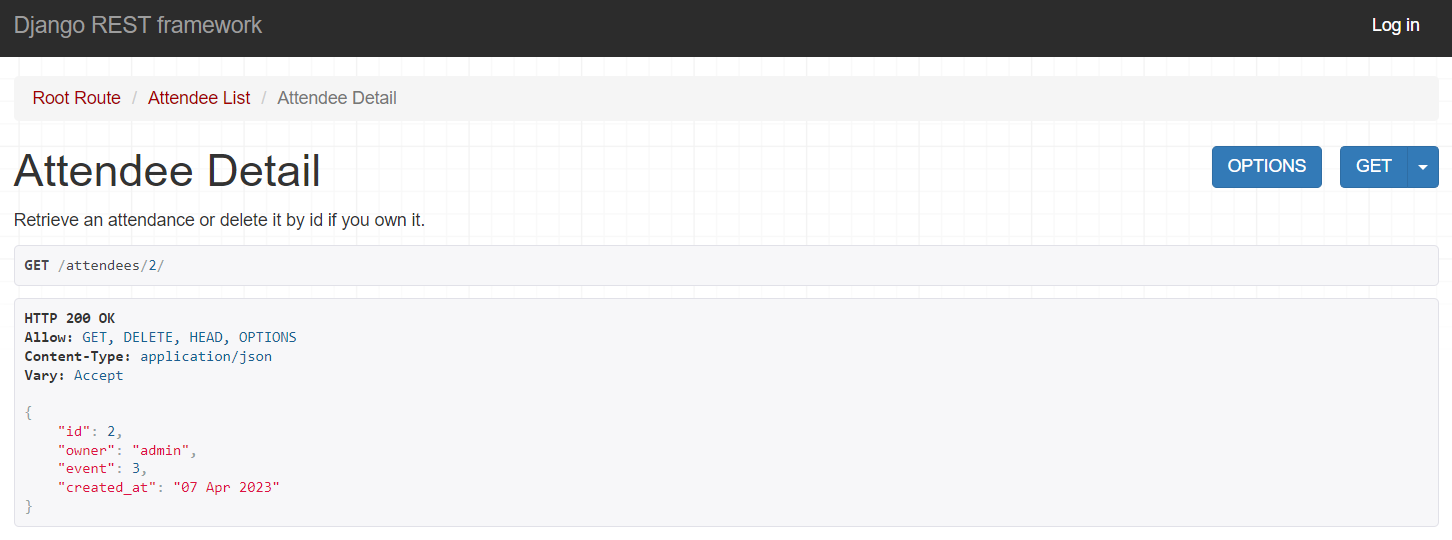 Django REST framework
Log in
Root Route / Attendee List / Attendee Detail
Attendee Detail
OPTIONS
GET
Retrieve an attendance or delete it by id if you own it.
GET /attendees/2/
HTTP 200 OK
Allow: GET, DELETE, HEAD, OPTIONS
Content-Type: application/json
Vary: Accept
{
    "id": 2,
    "owner": "admin",
    "event": 3,
    "created_at": "07 Apr 2023"
}